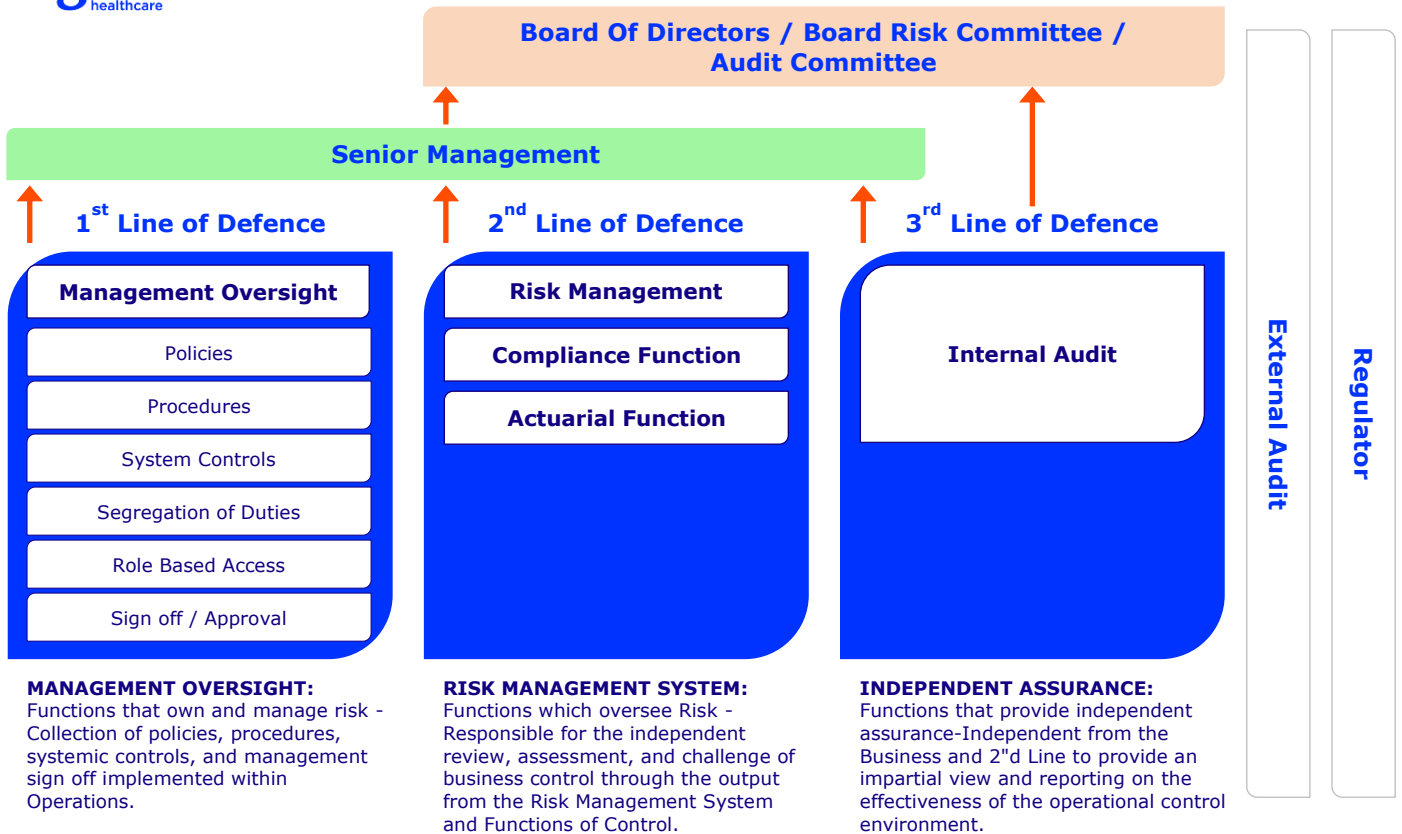 healthcare
Board Of Directors / Board Risk Committee /
Audit Committee
Senior Management
1st Line of Defence
2nd Line of Defence
3rd Line of Defence
Management Oversight
Policies
Procedures
System Controls
Segregation of Duties
Role Based Access
Sign off / Approval
Risk Management
Compliance Function
Actuarial Function
Internal Audit
External Audit
Regulator
MANAGEMENT OVERSIGHT:
Functions that own and manage risk -
Collection of policies, procedures,
systemic controls, and management
sign off implemented within
Operations.
RISK MANAGEMENT SYSTEM:
Functions which oversee Risk -
Responsible for the independent
review, assessment, and challenge of
business control through the output
from the Risk Management System
and Functions of Control.
INDEPENDENT ASSURANCE:
Functions that provide independent
assurance-Independent from the
Business and 2"d Line to provide an
impartial view and reporting on the
effectiveness of the operational control
environment.